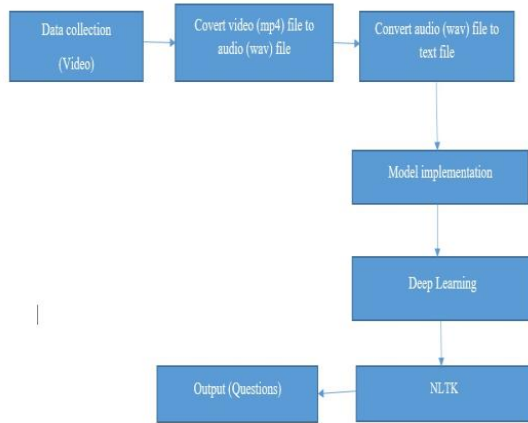 Data collection
(Video)
Covert video (mp4) file to
audio (wav) file
Convert audio (wav) file to
text file
Model implementation
Deep Learning
NLTK
Output (Questions)